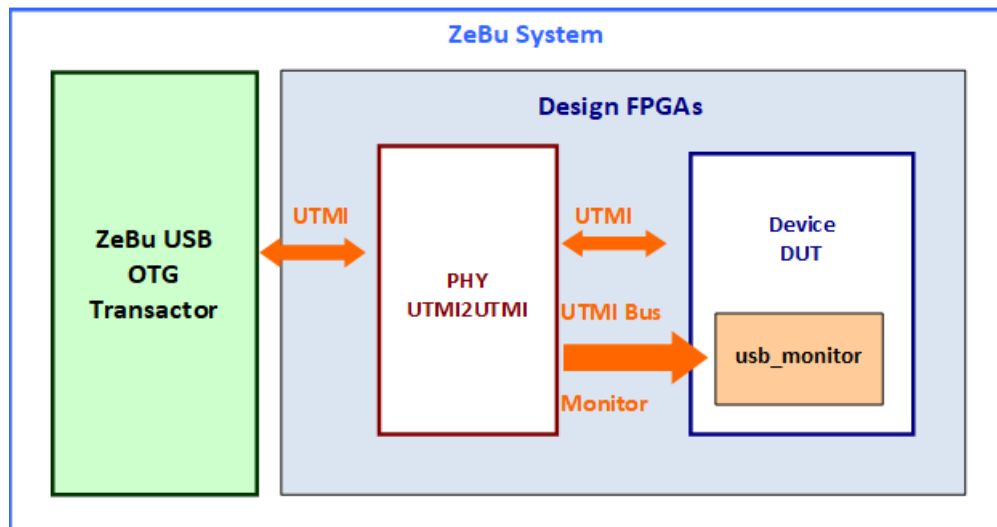 ZeBu System
Design FPGAs
ZeBu USB
OTG
Transactor
UTMI
PHY
UTMI2UTMI
UTMI
UTMI Bus
Monitor
Device
DUT
usb_monitor